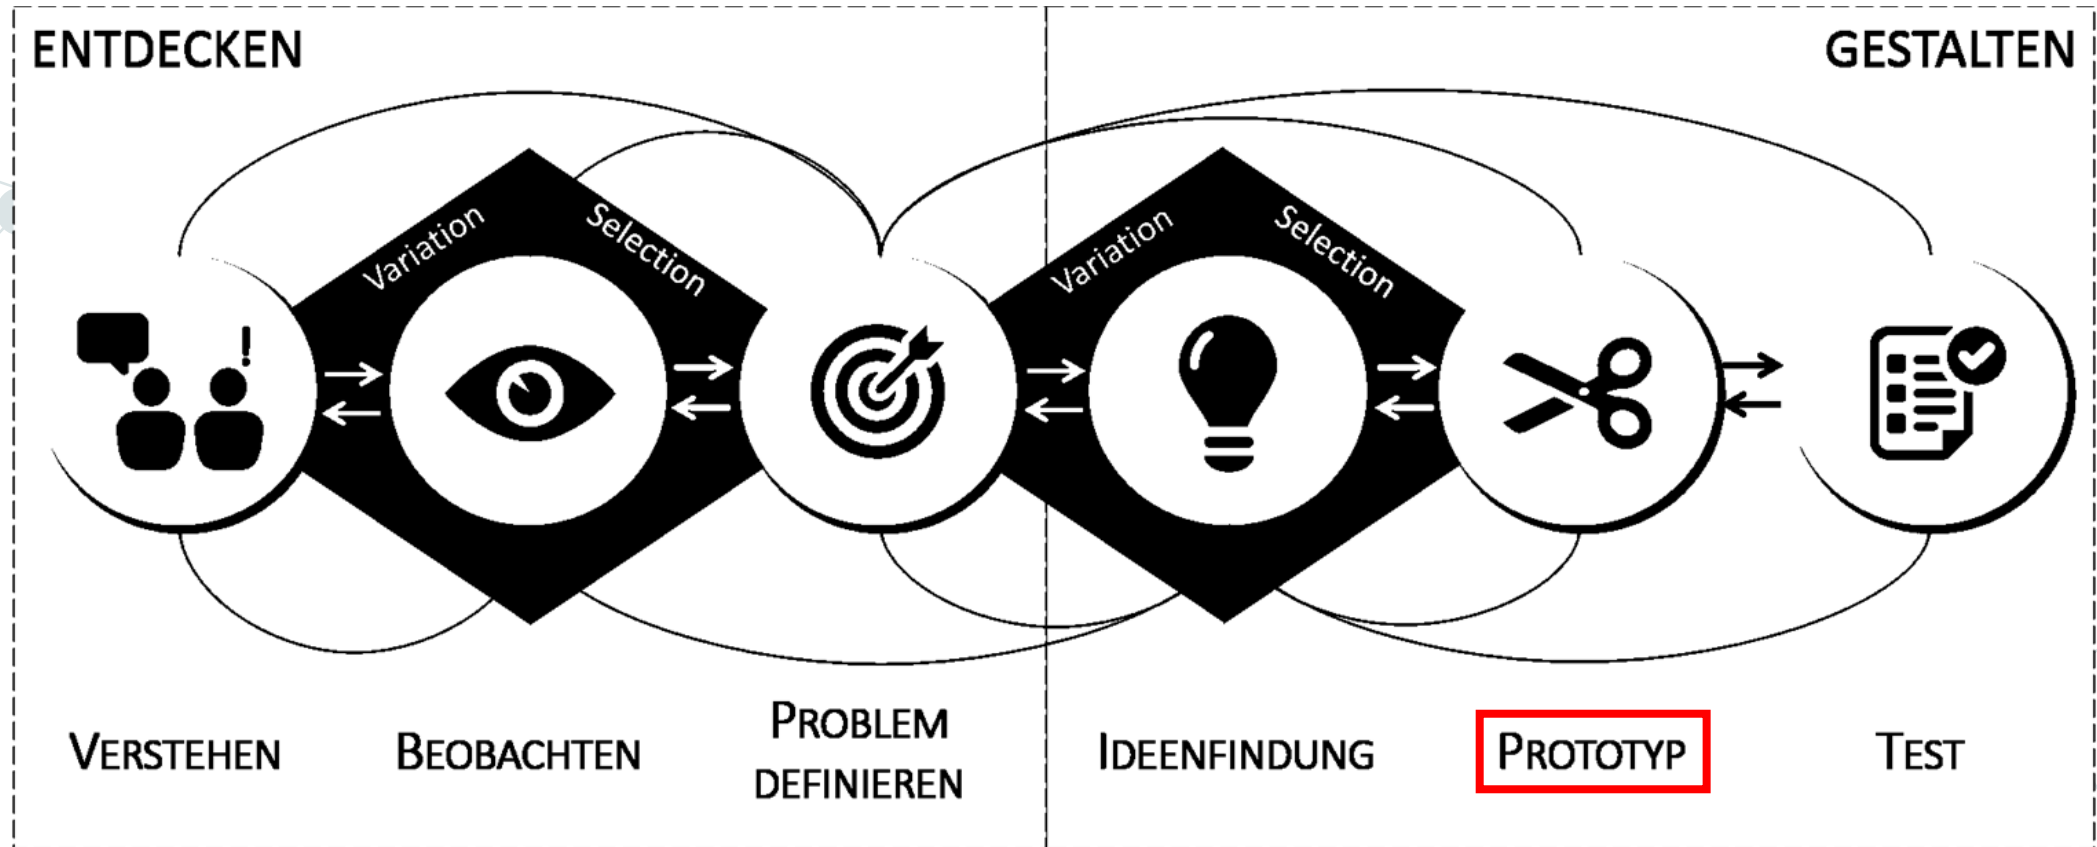 ENTDECKEN
GESTALTEN
Variation
Selection
Variation
Selection
!
VERSTEHEN
BEOBACHTEN
PROBLEM
DEFINIEREN
IDEENFINDUNG
PROTOTYP
TEST